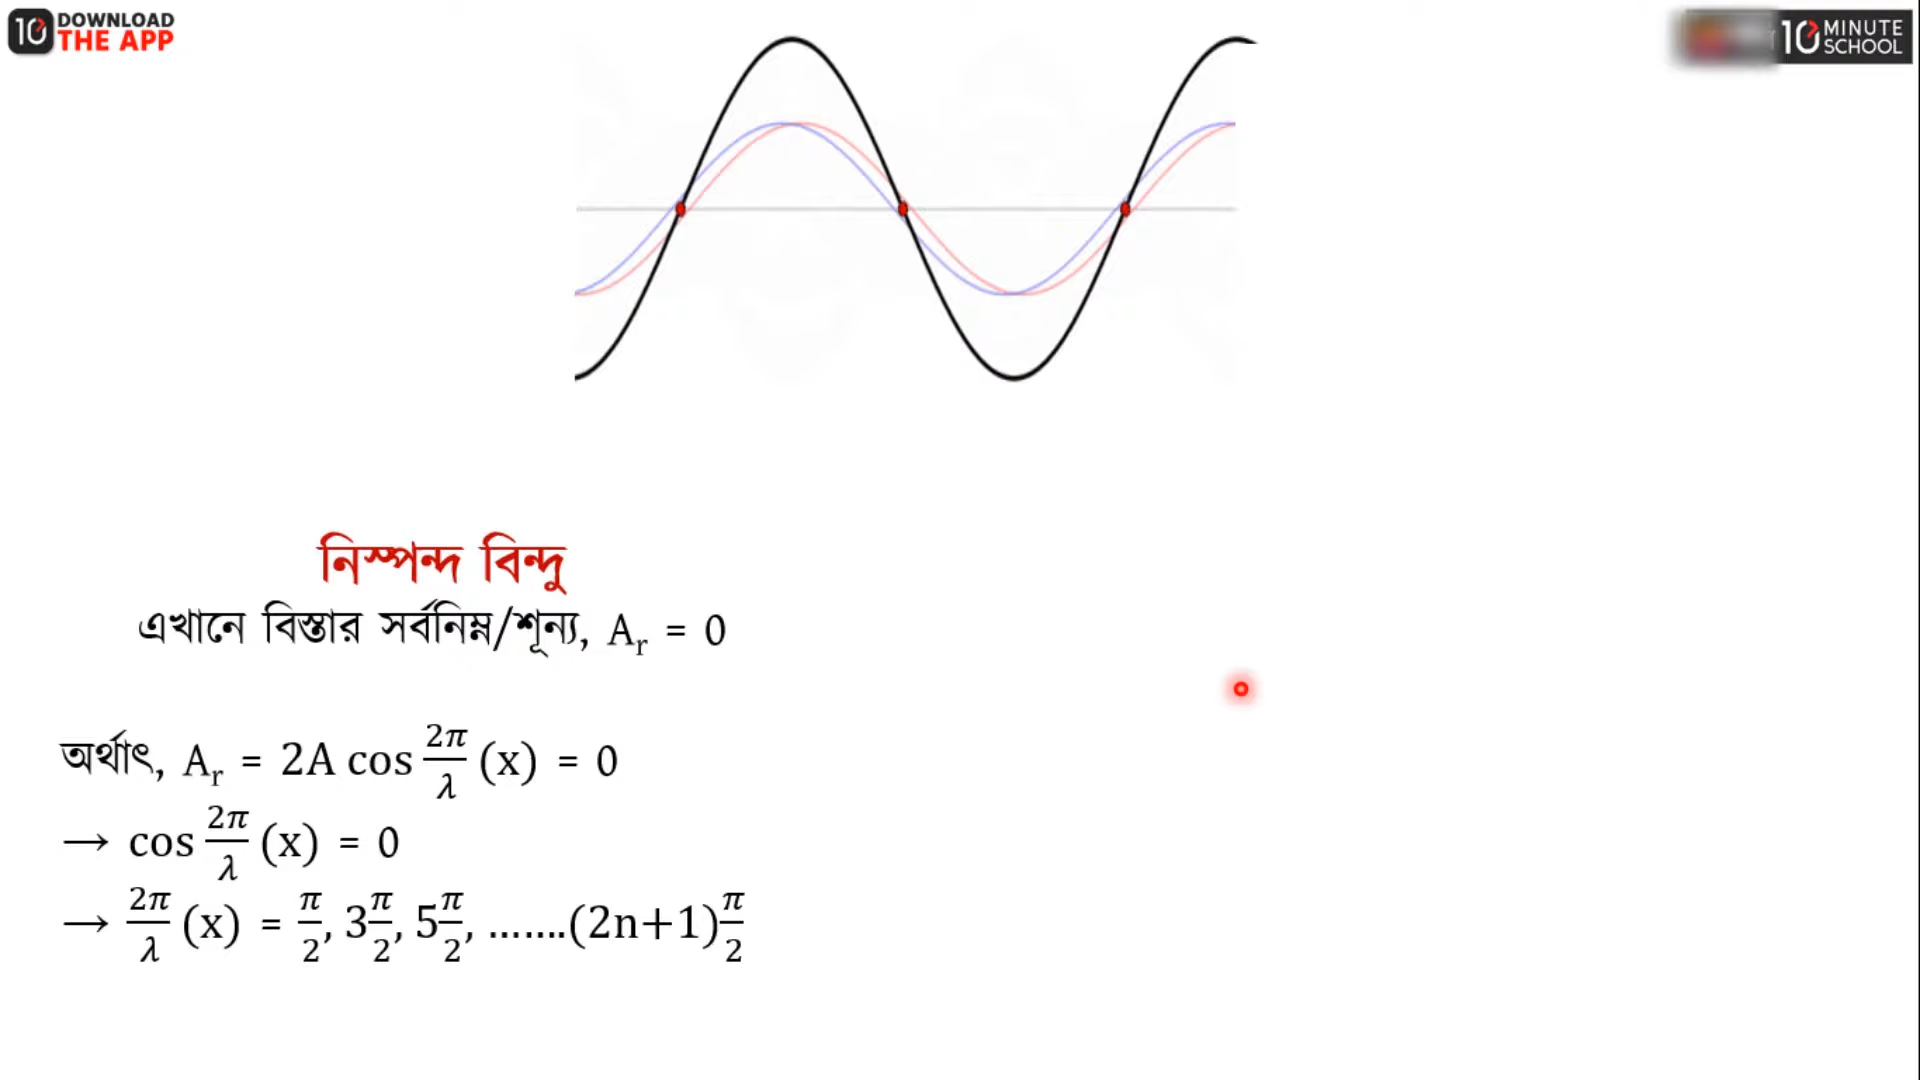 10 DOWNLOAD THE APP
10 MINUTE SCHOOL
নিস্পন্দ বিন্দু
এখানে বিস্তার সর্বনিম্ন/শূন্য, Aᵣ = 0
অর্থাৎ, Aᵣ = 2A cos 2π/λ (x) = 0
→ cos 2π/λ (x) = 0
→ 2π/λ (x) = π/2, 3π/2, 5π/2, .......(2n+1)π/2